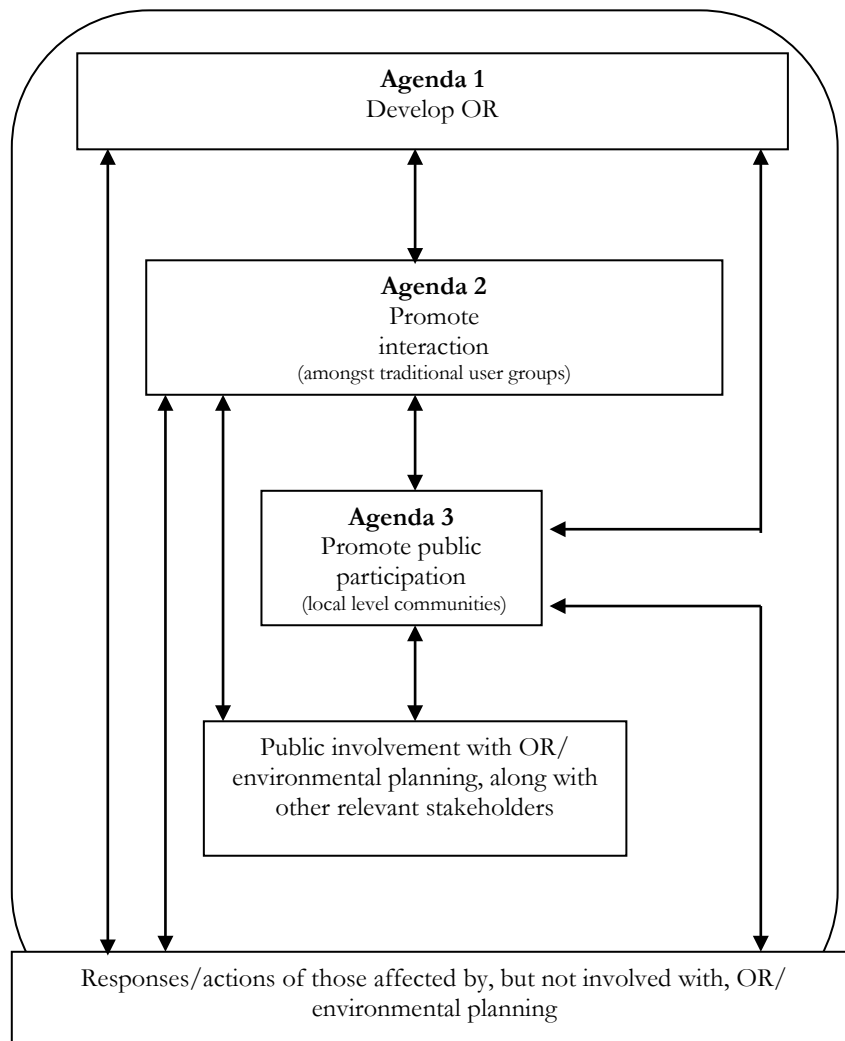 Agenda 1
Develop OR
Agenda 2
Promote
interaction
(amongst traditional user groups)
Agenda 3
Promote public
participation
(local level communities)
Public involvement with OR/
environmental planning, along with
other relevant stakeholders
Responses/actions of those affected by, but not involved with, OR/
environmental planning